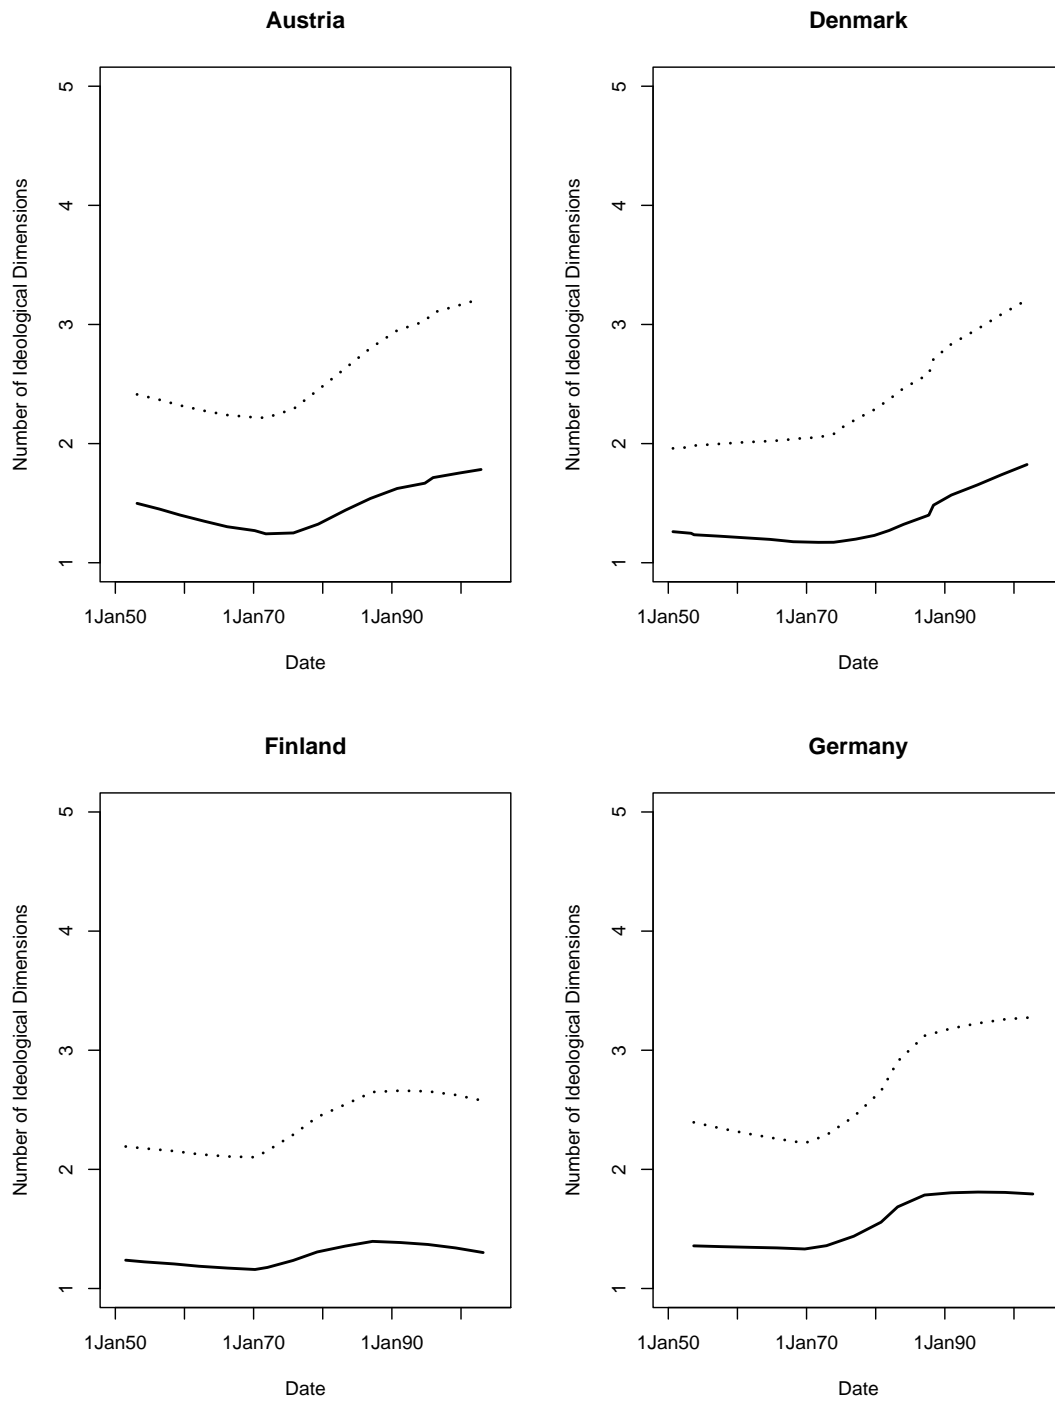 Austria
Number of Ideological Dimensions
5
4
3
2
1
1Jan50 1Jan70 1Jan90
Date
Denmark
Number of Ideological Dimensions
5
4
3
2
1
1Jan50 1Jan70 1Jan90
Date
Finland
Number of Ideological Dimensions
5
4
3
2
1
1Jan50 1Jan70 1Jan90
Date
Germany
Number of Ideological Dimensions
5
4
3
2
1
1Jan50 1Jan70 1Jan90
Date